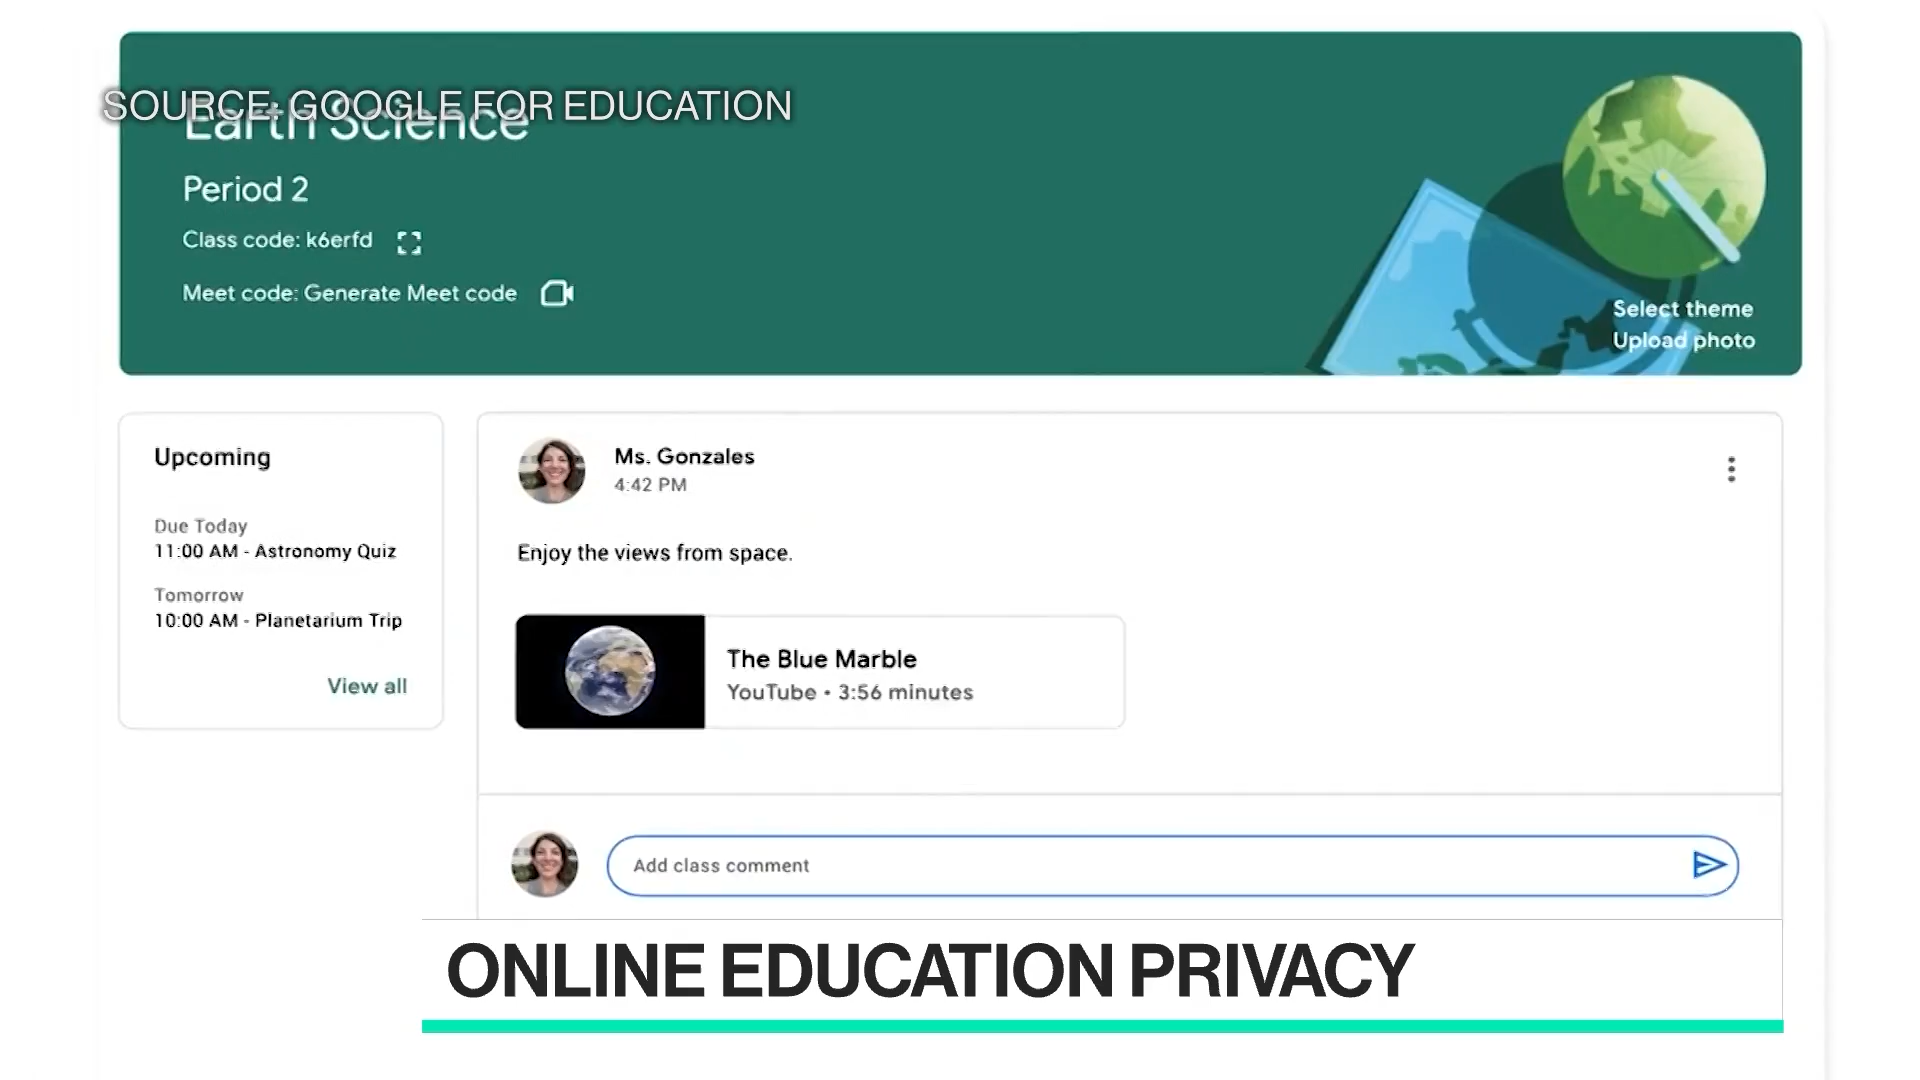 SOURCE: GOOGLE FOR EDUCATION
Earth Science
Period 2
Class code: k6erfd
Meet code: Generate Meet code
Select theme
Upload photo
Upcoming
Due Today
11:00 AM - Astronomy Quiz
Tomorrow
10:00 AM - Planetarium Trip
View all
Ms. Gonzales
4:42 PM
Enjoy the views from space.
The Blue Marble
YouTube • 3:56 minutes
Add class comment
ONLINE EDUCATION PRIVACY